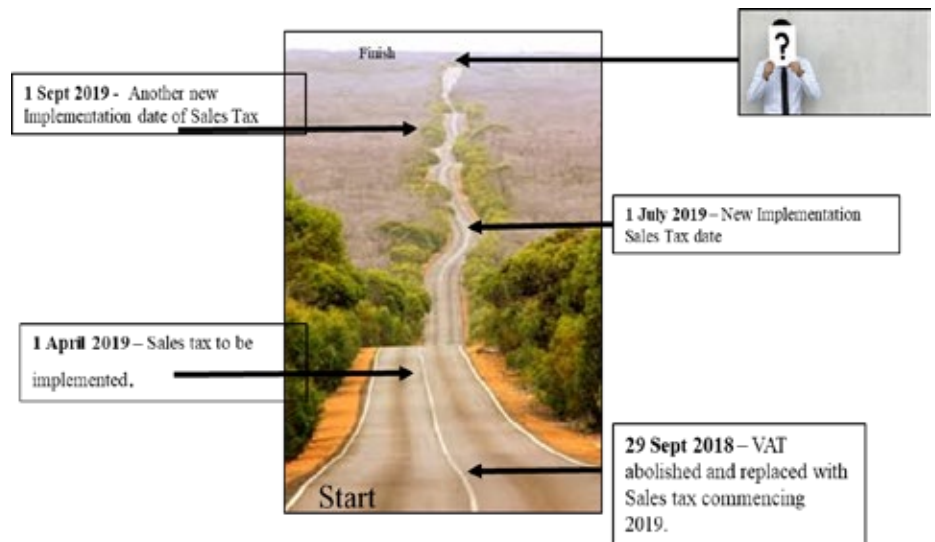 Finish
?
1 Sept 2019 - Another new
Implementation date of Sales Tax
1 July 2019 – New Implementation
Sales Tax date
1 April 2019 – Sales tax to be
implemented.
29 Sept 2018 – VAT
abolished and replaced with
Sales tax commencing
2019.
Start